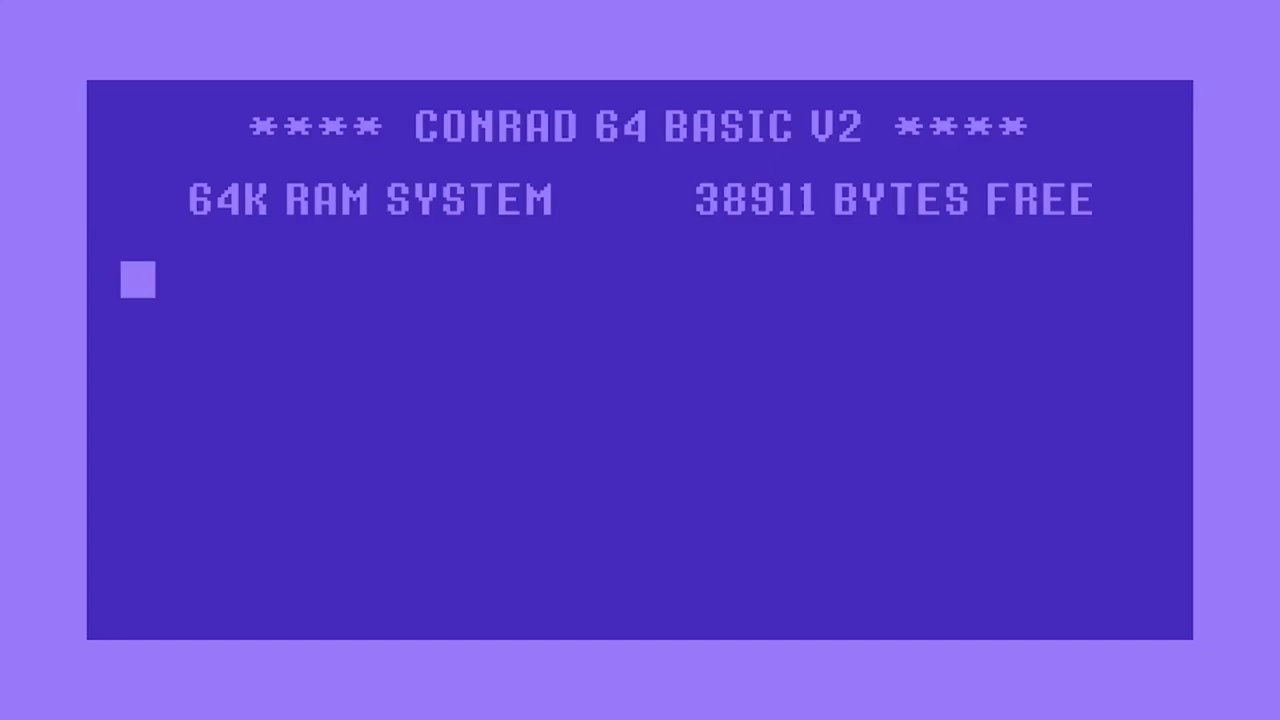 **** CONRAD 64 BASIC V2 ****
64K RAM SYSTEM 38911 BYTES FREE